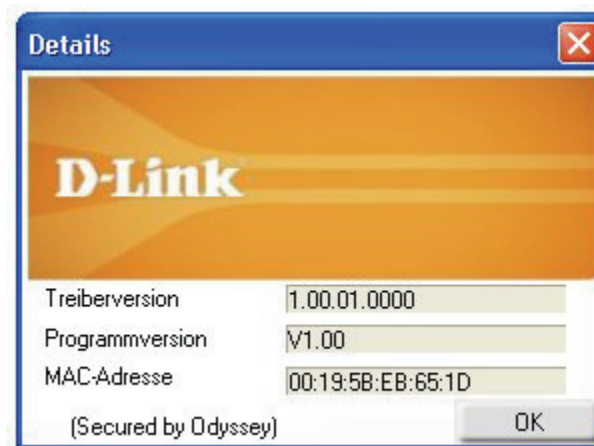 Details
D-Link
Treiberversion 1.00.01.0000
Programmversion V1.00
MAC-Adresse 00:19:5B:EB:65:1D
(Secured by Odyssey) OK